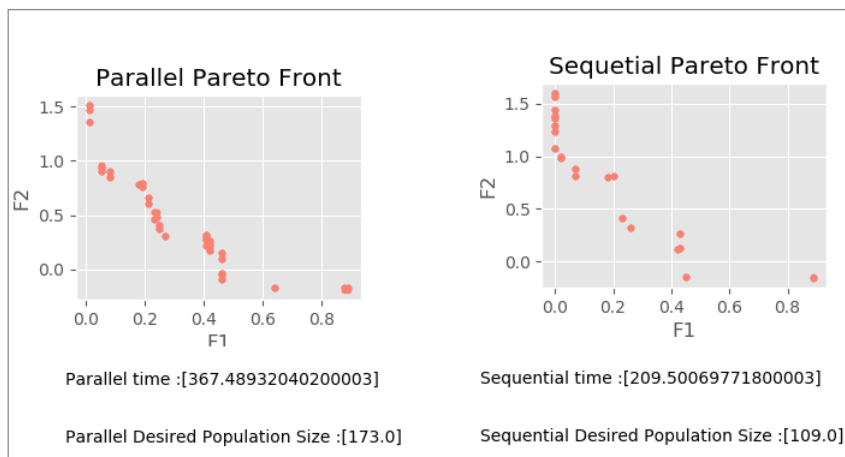 Parallel Pareto Front
1.5
1.0
0.5
0.0
F2
0.0 0.2 0.4 0.6 0.8
F1
Parallel time :[367.48932040200003]
Parallel Desired Population Size :[173.0]
Sequetial Pareto Front
1.5
1.0
0.5
0.0
F2
0.0 0.2 0.4 0.6 0.8
F1
Sequential time :[209.50069771800003]
Sequential Desired Population Size :[109.0]